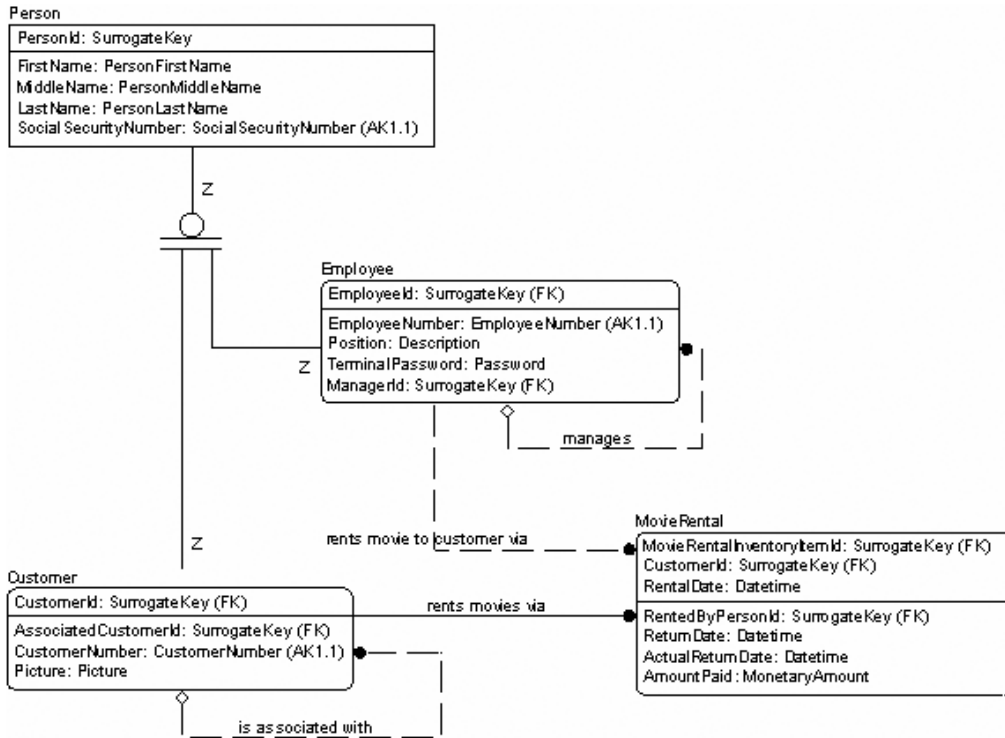 Person
PersonId: SurrogateKey
FirstName: PersonFirstName
MiddleName: PersonMiddleName
LastName: PersonLastName
SocialSecurityNumber: SocialSecurityNumber (AK1.1)
Z
Employee
EmployeeId: SurrogateKey (FK)
EmployeeNumber: EmployeeNumber (AK1.1)
Position: Description
TerminalPassword: Password
ManagerId: SurrogateKey (FK)
Z
manages
MovieRental
rents movie to customer via
MovieRentalInventoryItemId: SurrogateKey (FK)
CustomerId: SurrogateKey (FK)
RentalDate: Datetime
RentedByPersonId: SurrogateKey (FK)
ReturnDate: Datetime
ActualReturnDate: Datetime
AmountPaid: MonetaryAmount
Z
Customer
CustomerId: SurrogateKey (FK)
AssociatedCustomerId: SurrogateKey (FK)
CustomerNumber: CustomerNumber (AK1.1)
Picture: Picture
rents movies via
is associated with